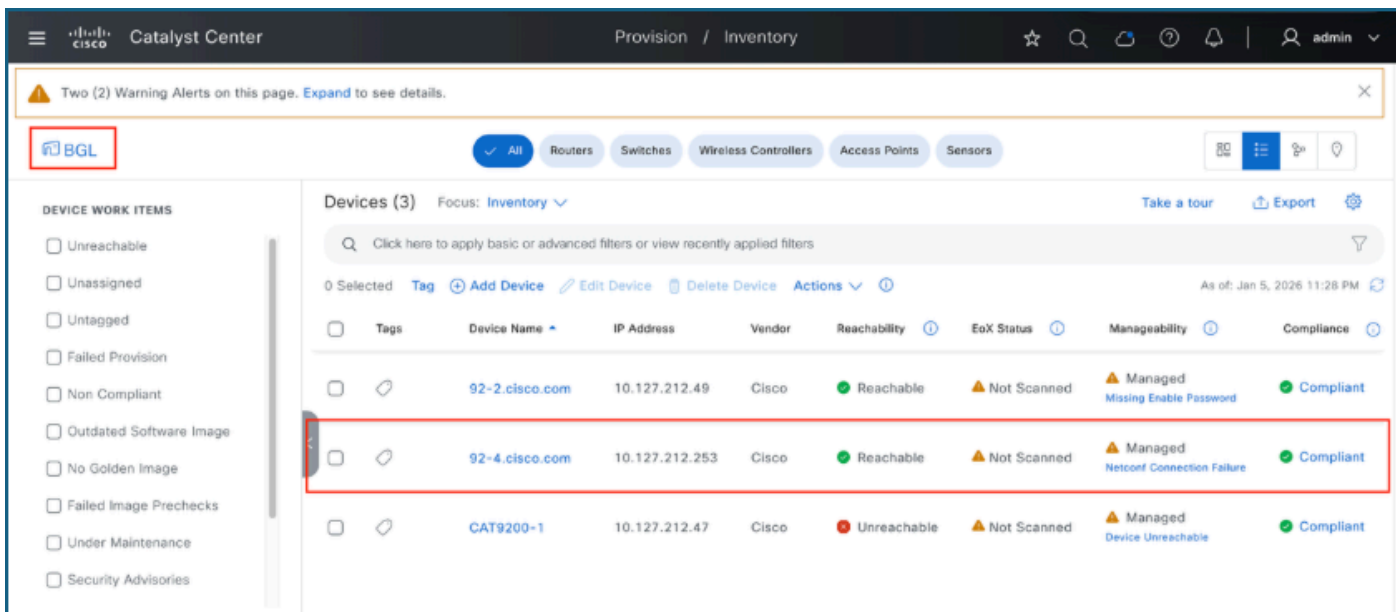 cisco Catalyst Center Provision / Inventory admin
Two (2) Warning Alerts on this page. Expand to see details.
BGL All Routers Switches Wireless Controllers Access Points Sensors
DEVICE WORK ITEMS
Unreachable
Unassigned
Untagged
Failed Provision
Non Compliant
Outdated Software Image
No Golden Image
Failed Image Prechecks
Under Maintenance
Security Advisories
Devices (3) Focus: Inventory Take a tour Export
Click here to apply basic or advanced filters or view recently applied filters
0 Selected Tag Add Device Edit Device Delete Device Actions As of: Jan 5, 2026 11:28 PM
Tags Device Name IP Address Vendor Reachability EoX Status Manageability Compliance
92-2.cisco.com 10.127.212.49 Cisco Reachable Not Scanned Managed Compliant
Missing Enable Password
92-4.cisco.com 10.127.212.253 Cisco Reachable Not Scanned Managed Compliant
Netconf Connection Failure
CAT9200-1 10.127.212.47 Cisco Unreachable Not Scanned Managed Compliant
Device Unreachable